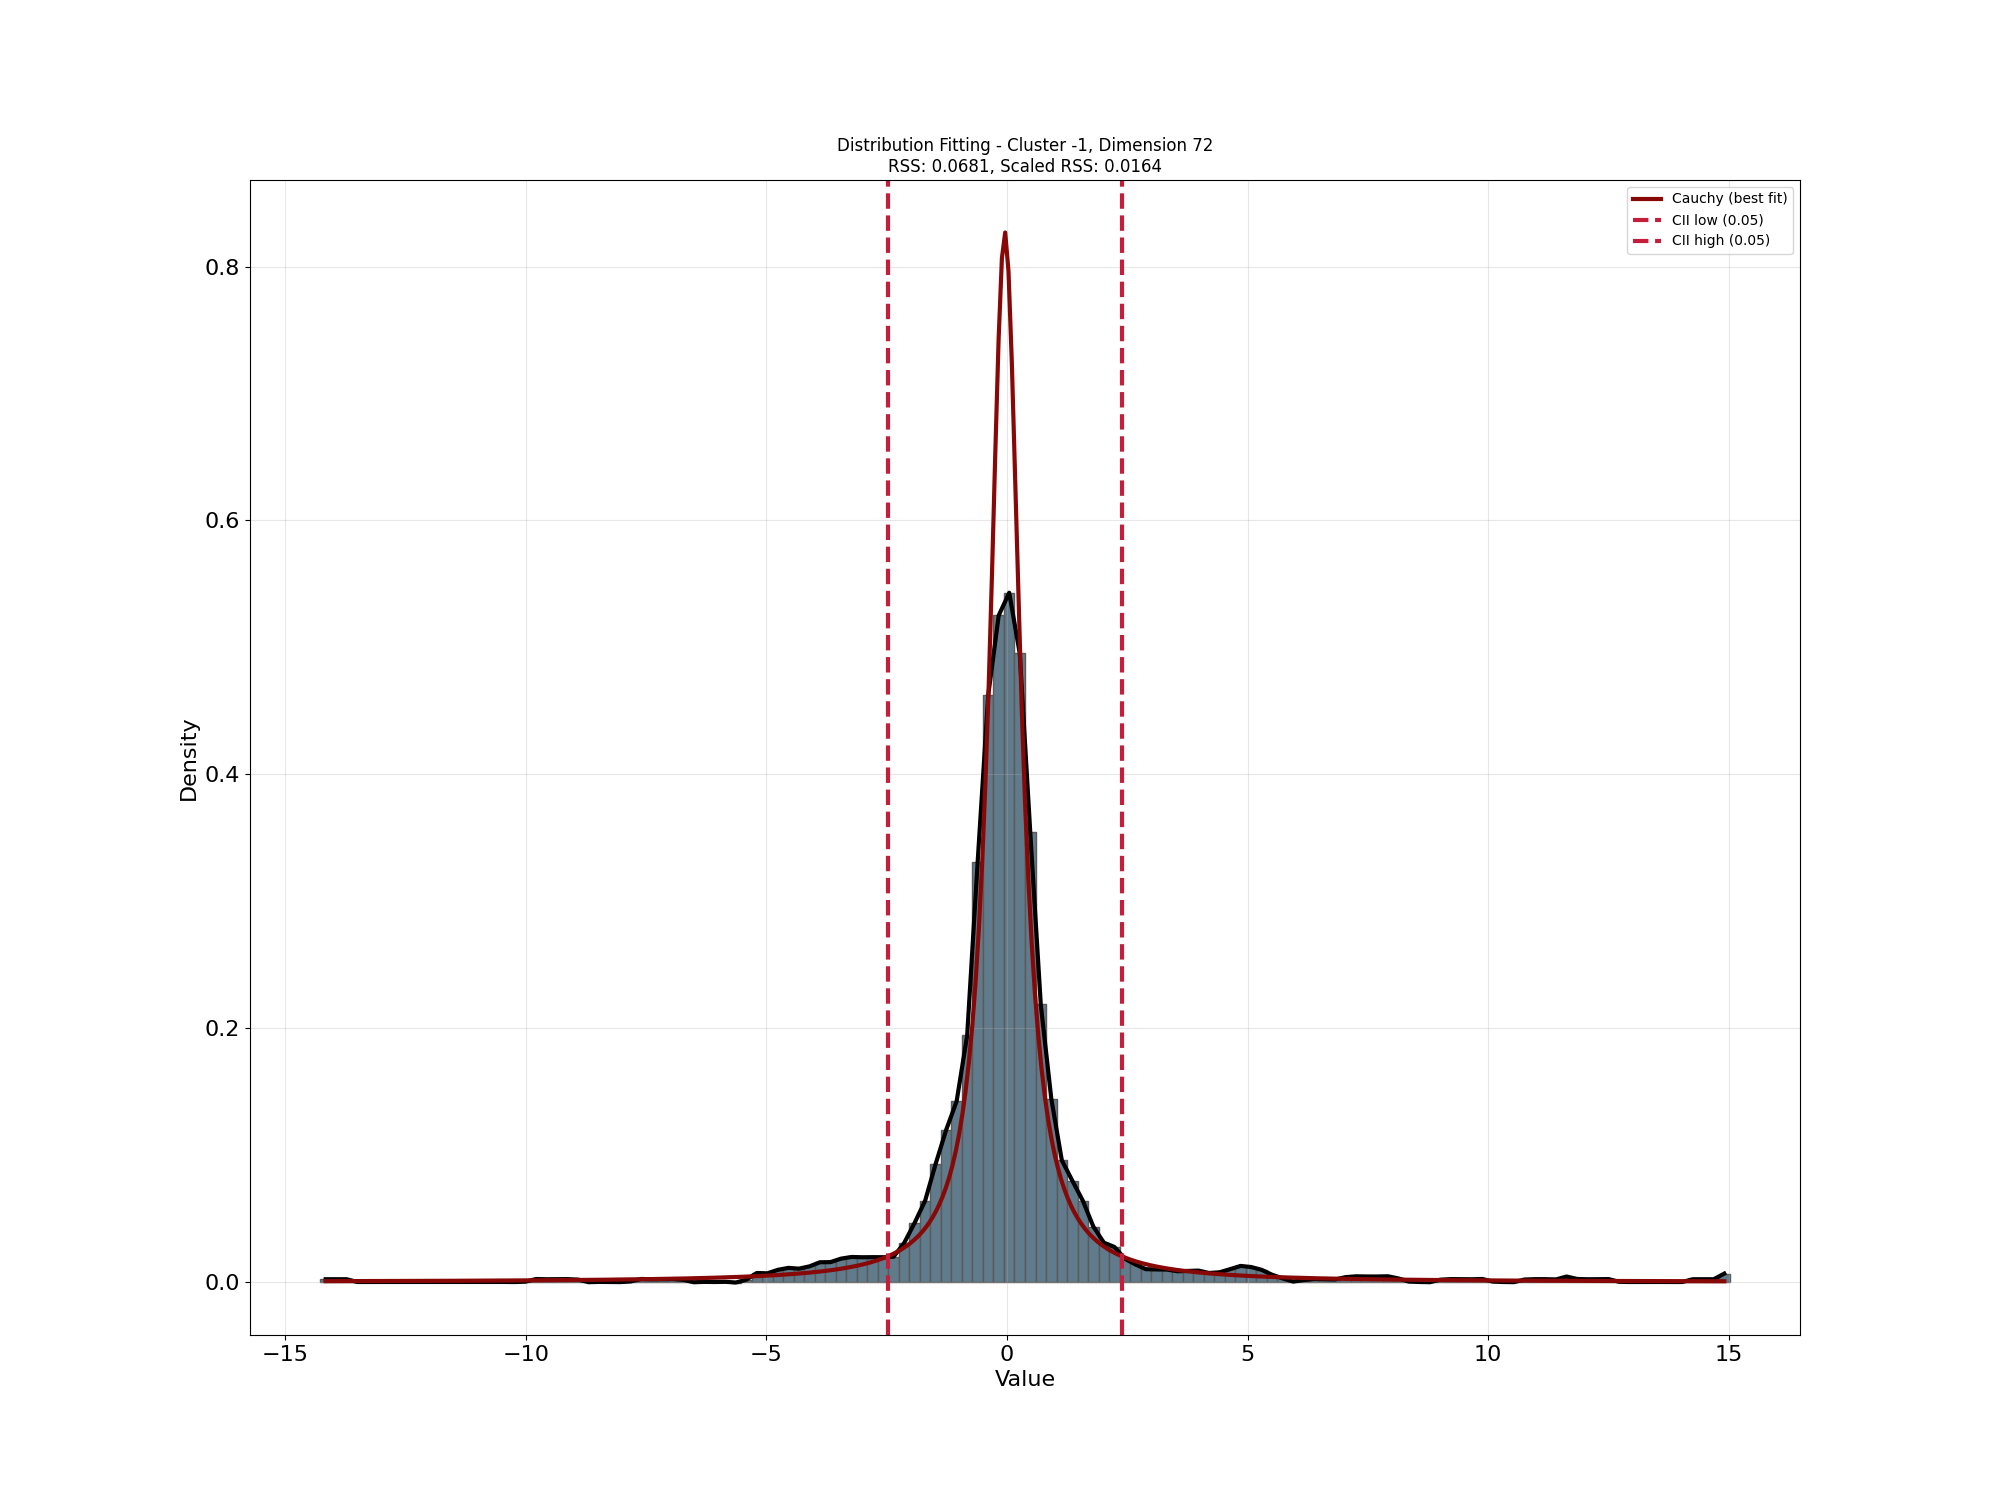 Distribution Fitting - Cluster -1, Dimension 72
RSS: 0.0681, Scaled RSS: 0.0164
Cauchy (best fit)
CII low (0.05)
CII high (0.05)
Density
0.8
0.6
0.4
0.2
0.0
−15
−10
−5
0
5
10
15
Value